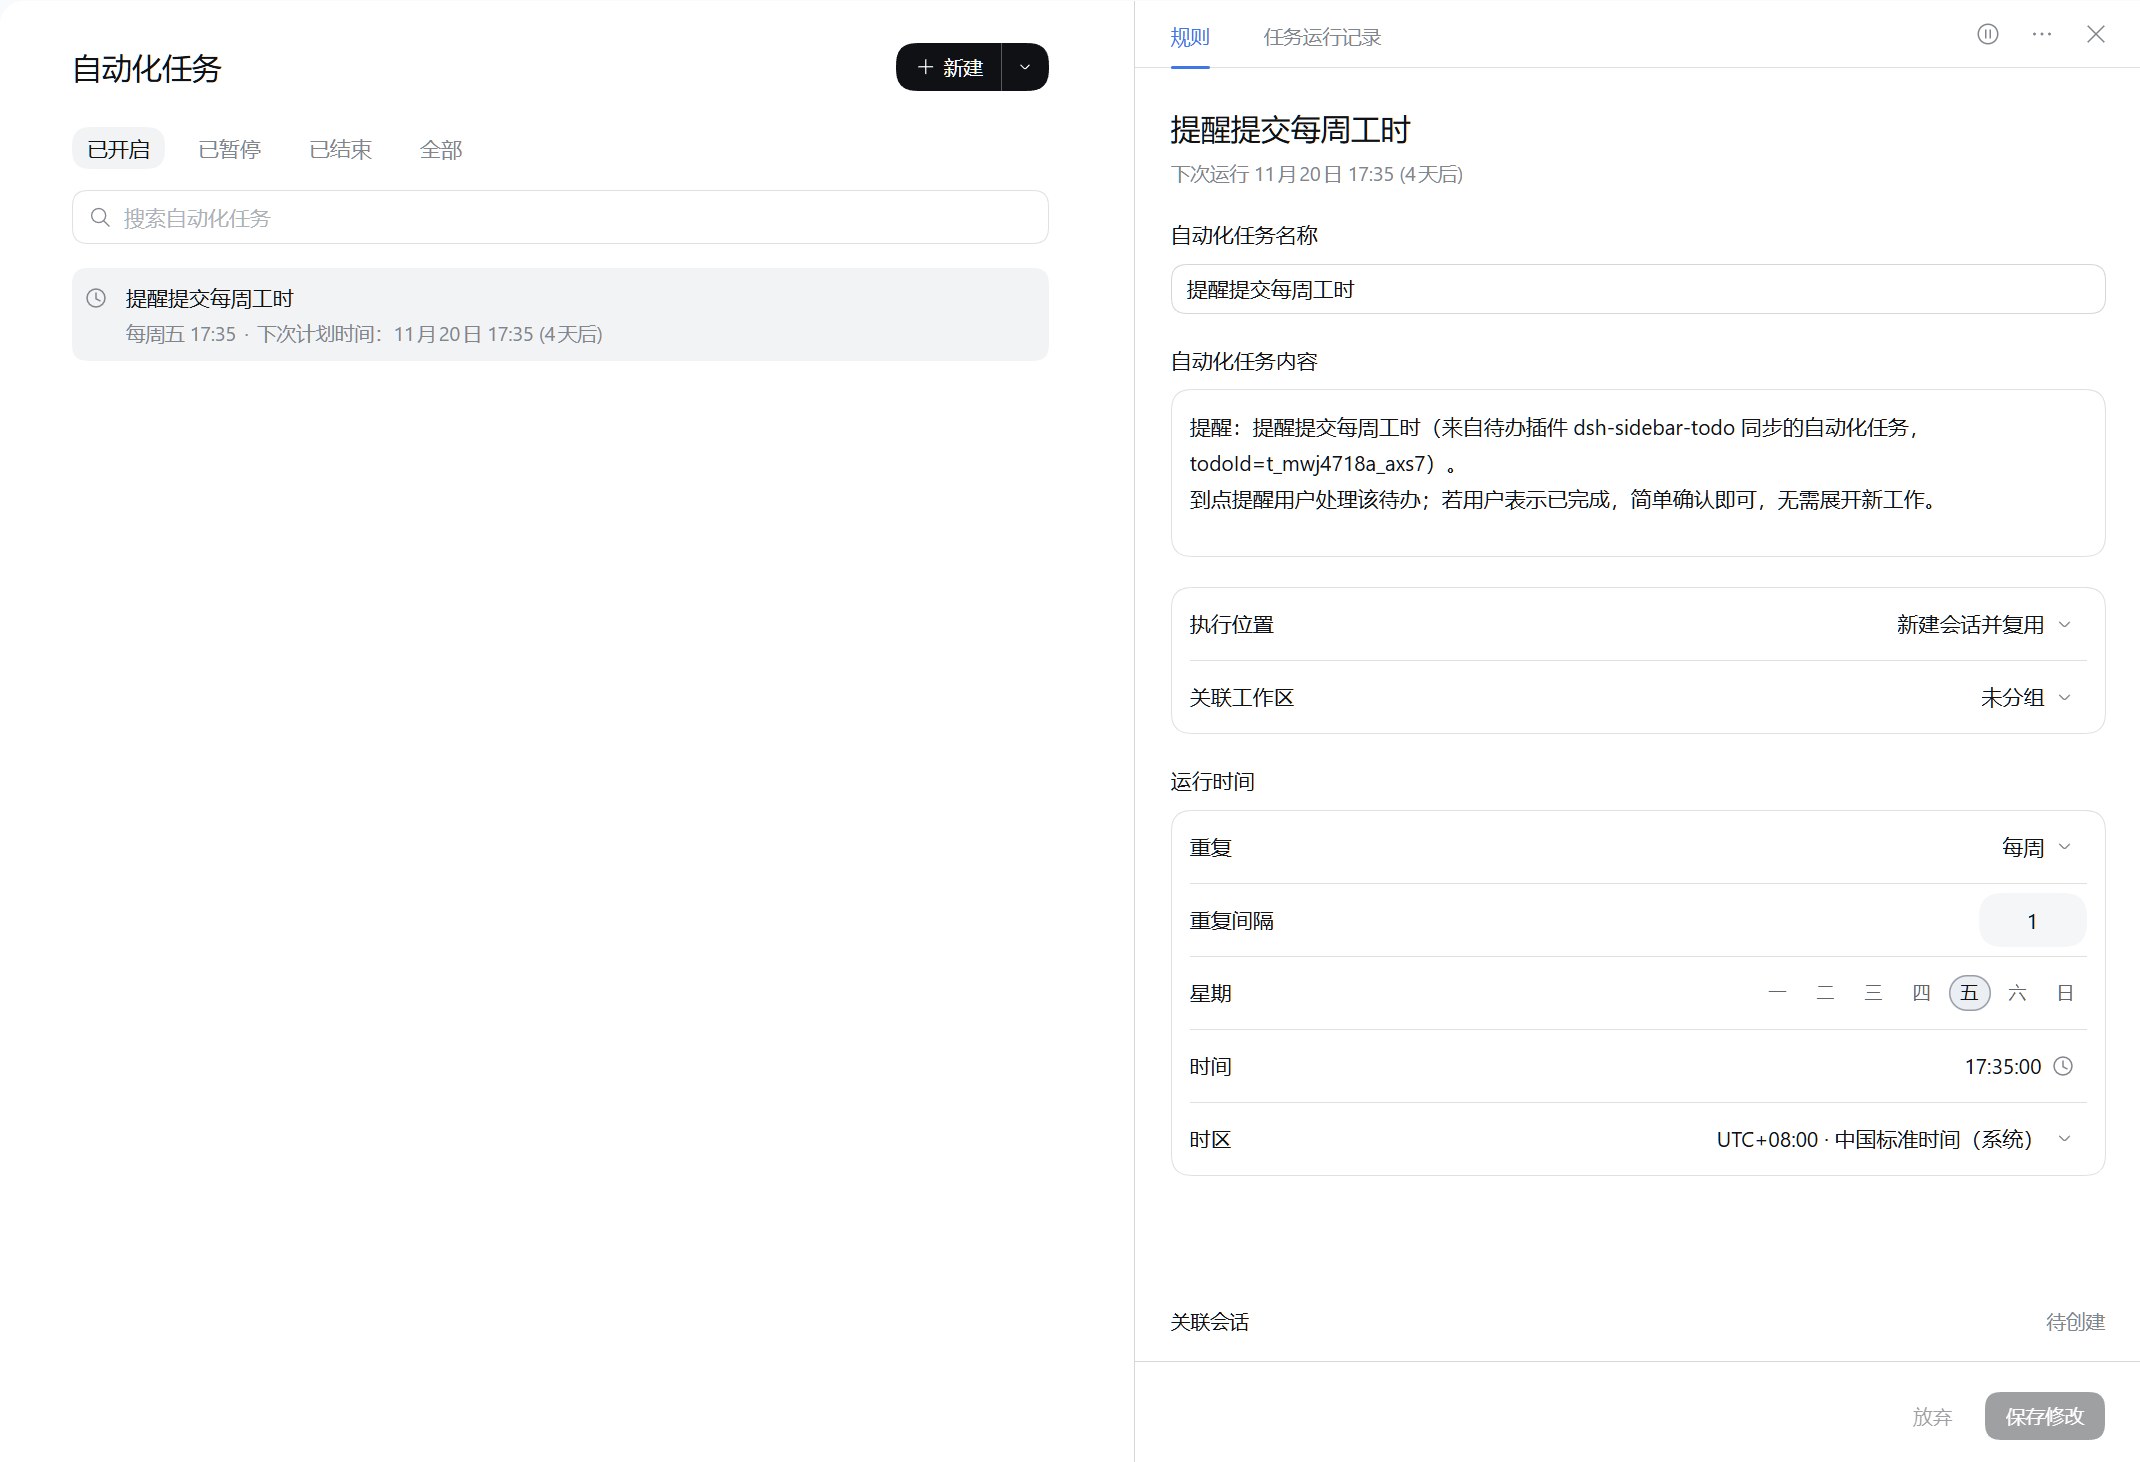 自动化任务
新建
已开启
已暂停
已结束
全部
搜索自动化任务
提醒提交每周工时
每周五 17:35 · 下次计划时间：11月20日 17:35 (4天后)
规则
任务运行记录
提醒提交每周工时
下次运行 11月20日 17:35 (4天后)
自动化任务名称
提醒提交每周工时
自动化任务内容
提醒：提醒提交每周工时（来自待办插件 dsh-sidebar-todo 同步的自动化任务，
todoId=t_mwj4718a_axs7）。
到点提醒用户处理该待办；若用户表示已完成，简单确认即可，无需展开新工作。
执行位置
新建会话并复用
关联工作区
未分组
运行时间
重复
每周
重复间隔
1
星期
一 二 三 四 五 六 日
时间
17:35:00
时区
UTC+08:00 · 中国标准时间（系统）
关联会话
待创建
放弃
保存修改